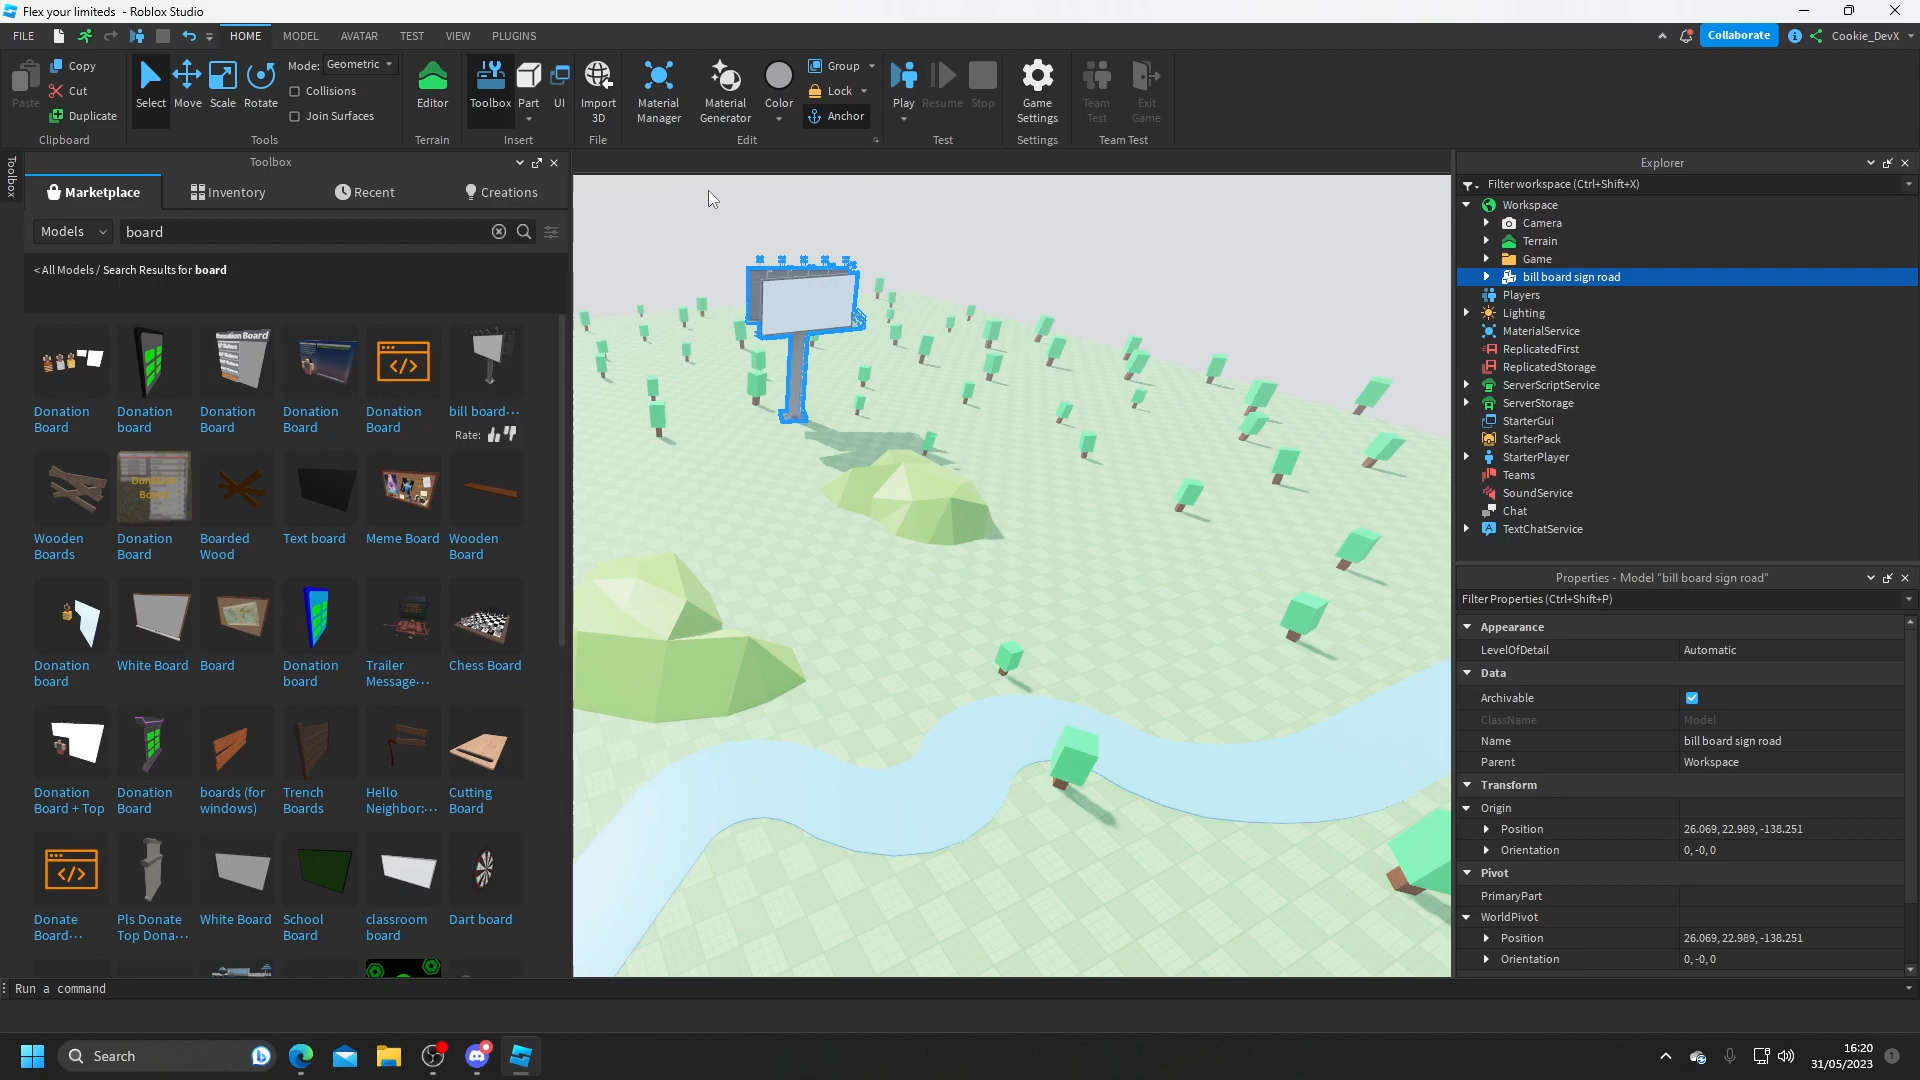 Flex your limiteds - Roblox Studio
FILE
HOME
MODEL
AVATAR
TEST
VIEW
PLUGINS
Collaborate
Cookie_DevX
Paste
Copy
Cut
Duplicate
Clipboard
Select
Move
Scale
Rotate
Mode:
Geometric
Collisions
Join Surfaces
Tools
Editor
Terrain
Toolbox
Part
UI
Insert
Import
3D
File
Material
Manager
Material
Generator
Color
Group
Lock
Anchor
Edit
Play
Resume
Stop
Test
Game
Settings
Settings
Team
Test
Exit
Game
Team Test
Toolbox
Toolbox
Marketplace
Inventory
Recent
Creations
Models
board
< All Models / Search Results for board
Donation Board
Donation
Board
Donation
board
Donation
Board
Donation
Board
Donation
Board
bill board...
Rate:
Donation
Board
Wooden
Boards
Donation
Board
Boarded
Wood
Text board
Meme Board
Wooden
Board
Donation
board
White Board
Board
Donation
board
Trailer
Message...
Chess Board
Donation
Board + Top
Donation
Board
boards (for
windows)
Trench
Boards
Hello
Neighbor:...
Cutting
Board
Donate
Board...
Pls Donate
Top Dona...
White Board
School
Board
classroom
board
Dart board
Explorer
Filter workspace (Ctrl+Shift+X)
Workspace
Camera
Terrain
Game
bill board sign road
Players
Lighting
MaterialService
ReplicatedFirst
ReplicatedStorage
ServerScriptService
ServerStorage
StarterGui
StarterPack
StarterPlayer
Teams
SoundService
Chat
TextChatService
Properties - Model "bill board sign road"
Filter Properties (Ctrl+Shift+P)
Appearance
LevelOfDetail Automatic
Data
Archivable
ClassName Model
Name bill board sign road
Parent Workspace
Transform
Origin
Position 26.069, 22.989, -138.251
Orientation 0, -0, 0
Pivot
PrimaryPart
WorldPivot
Position 26.069, 22.989, -138.251
Orientation 0, -0, 0
Run a command
Search
16:20
31/05/2023
1